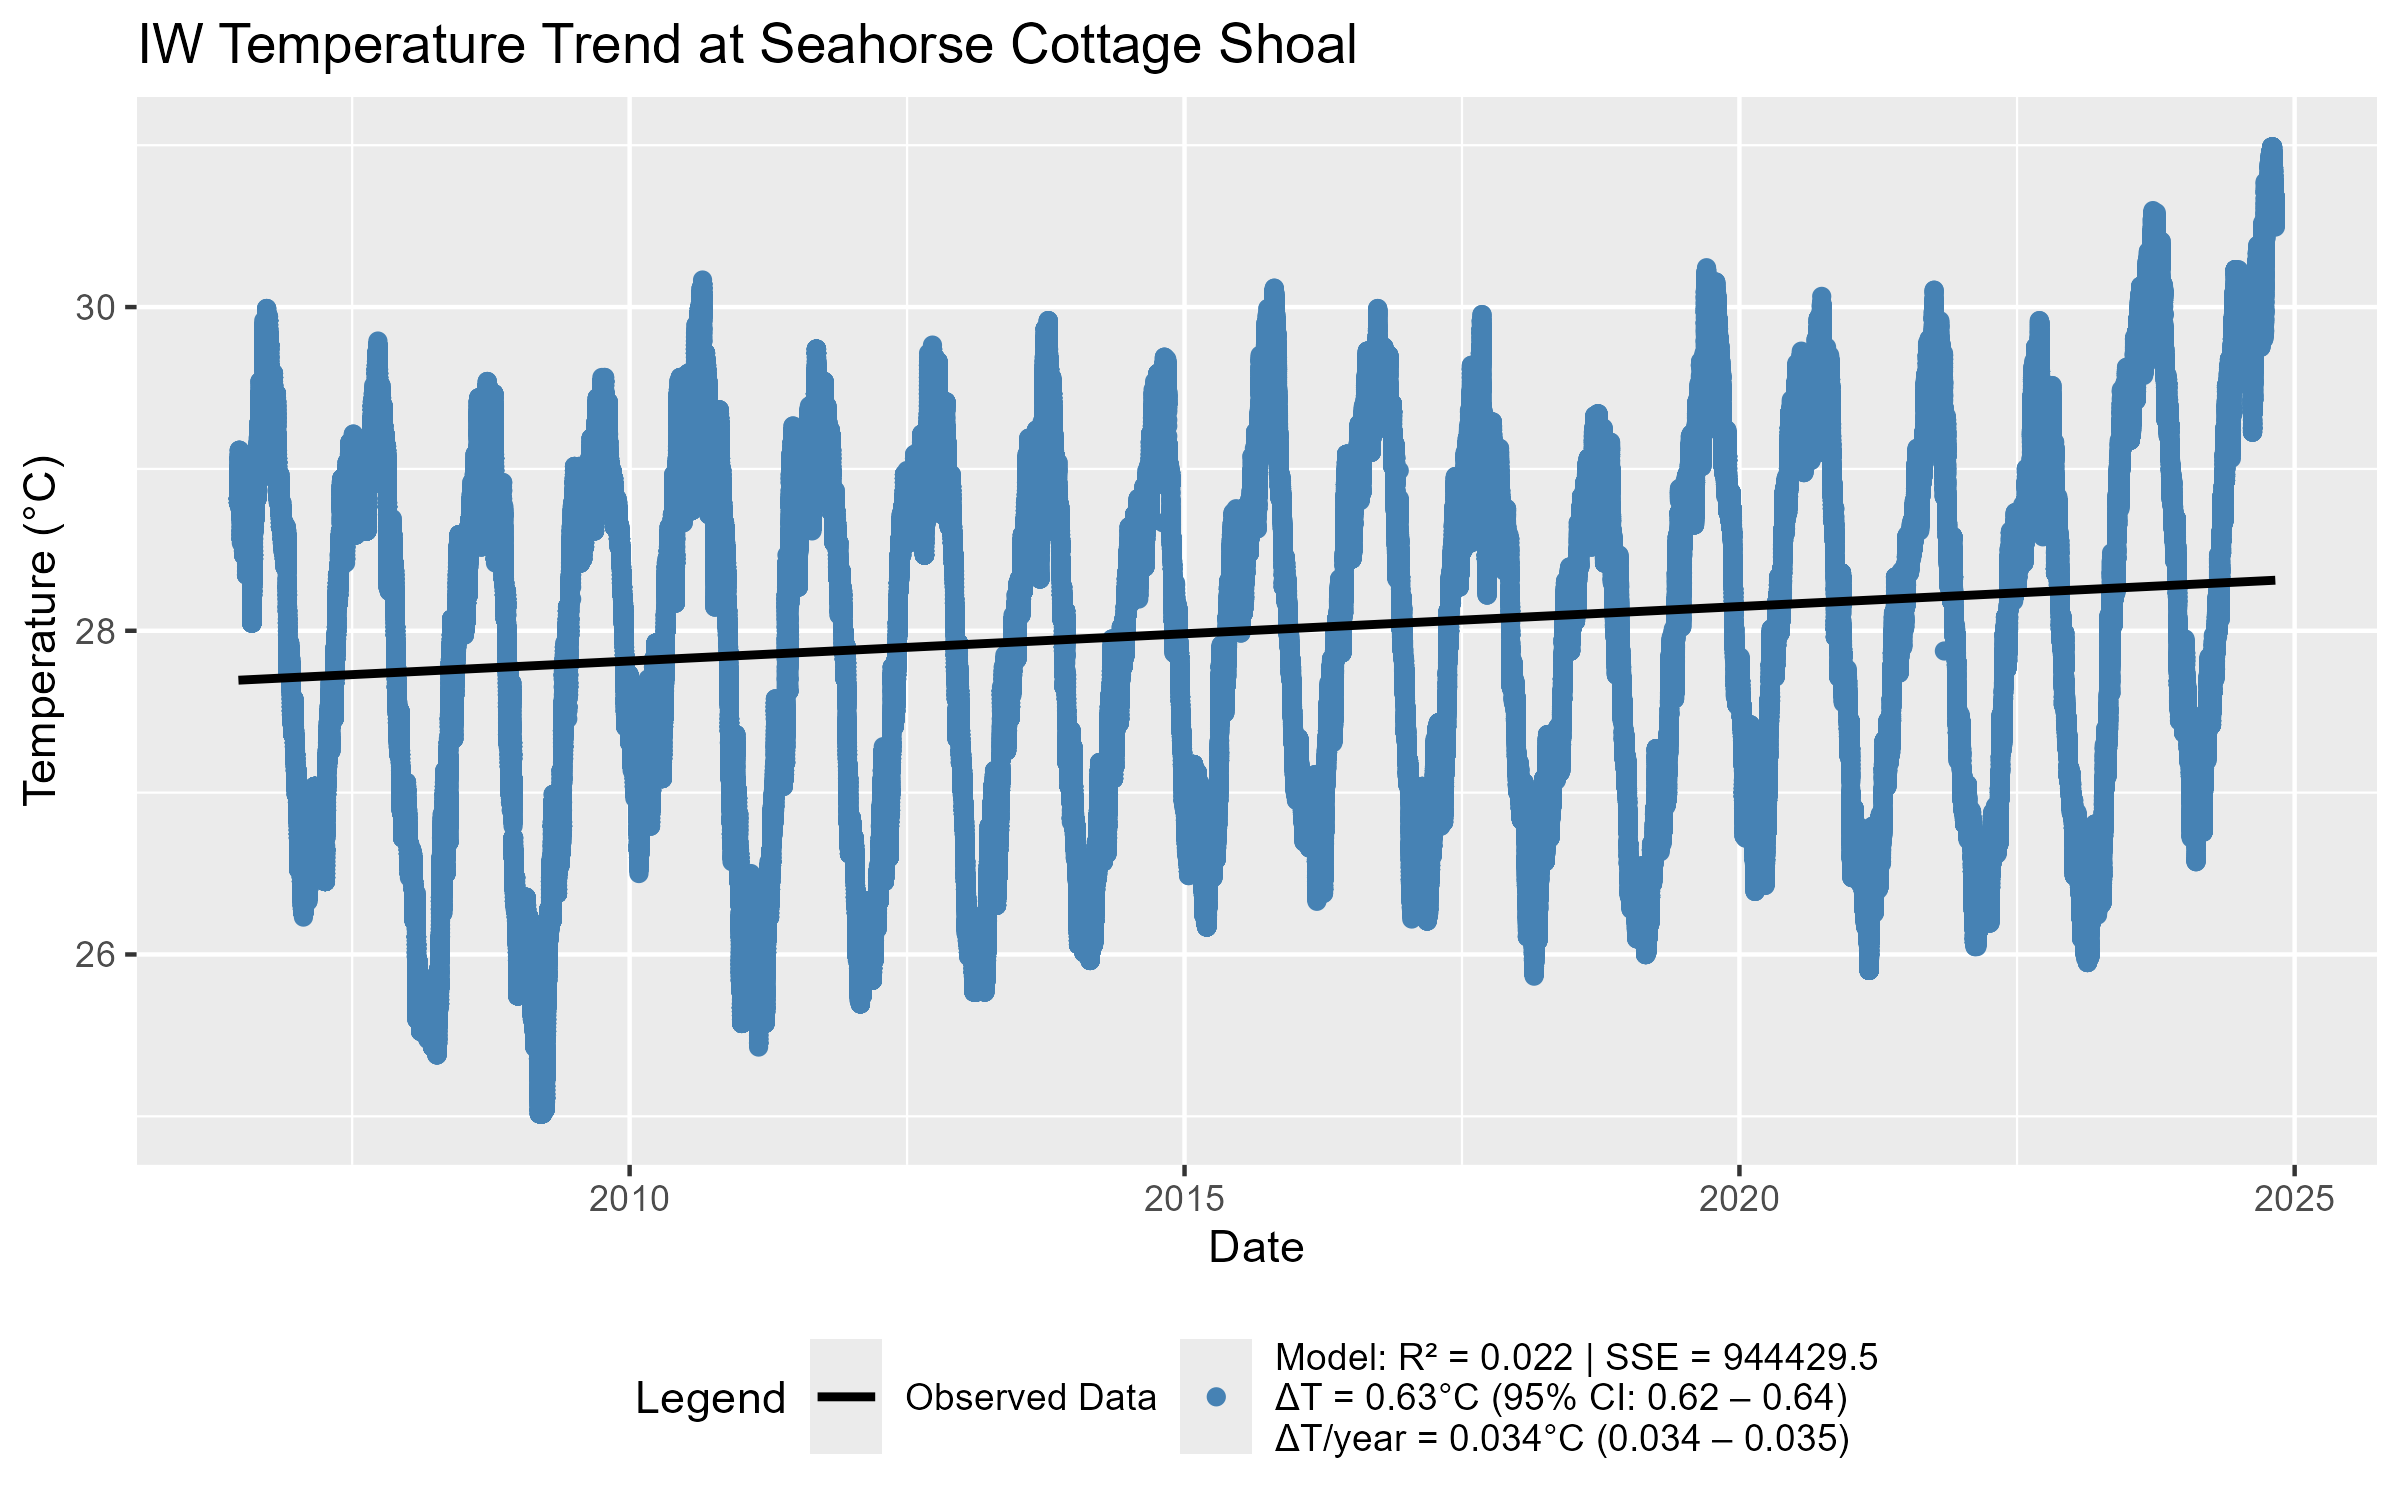 IW Temperature Trend at Seahorse Cottage Shoal
Temperature (°C)
30
28
26
2010
2015
2020
2025
Date
Legend
Observed Data
Model: R² = 0.022 | SSE = 944429.5
ΔT = 0.63°C (95% CI: 0.62 – 0.64)
ΔT/year = 0.034°C (0.034 – 0.035)